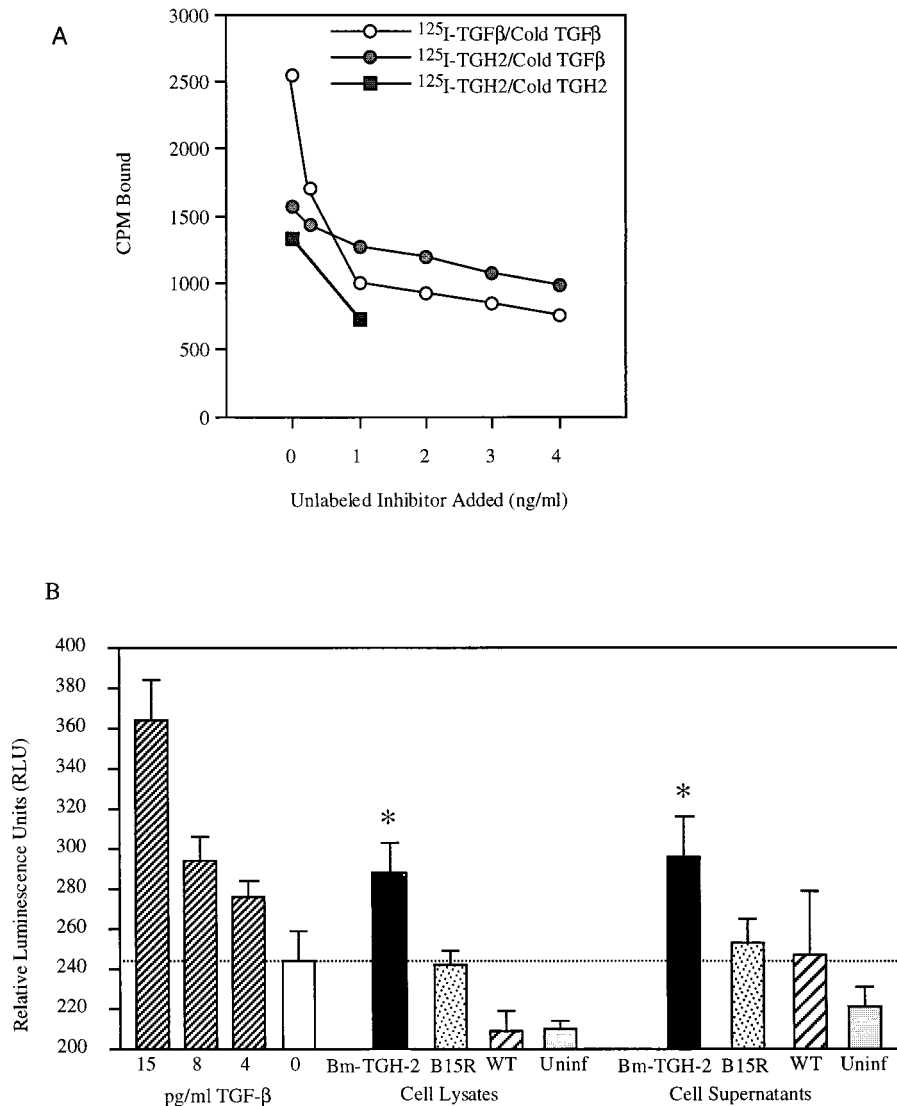 A
3000
2500
2000
1500
1000
500
0
CPM Bound
125I-TGFβ/Cold TGFβ
125I-TGH2/Cold TGFβ
125I-TGH2/Cold TGH2
0 1 2 3 4
Unlabeled Inhibitor Added (ng/ml)
B
400
380
360
340
320
300
280
260
240
220
200
Relative Luminescence Units (RLU)
* *
15 8 4 0 Bm-TGH-2 B15R WT Uninf Bm-TGH-2 B15R WT Uninf
pg/ml TGF-β Cell Lysates Cell Supernatants